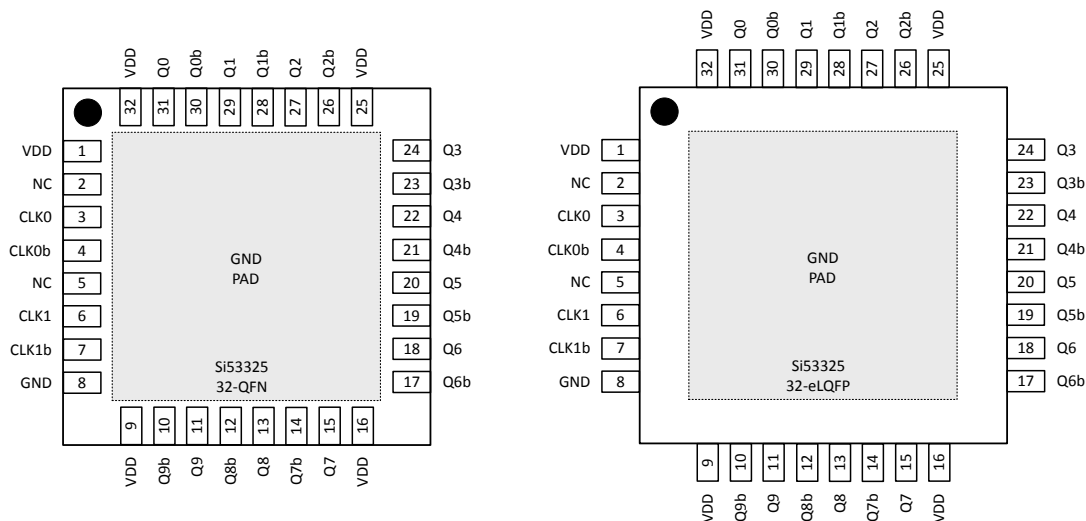 VDD Q0 Q0b Q1 Q1b Q2 Q2b VDD
32 31 30 29 28 27 26 25
VDD 1 24 Q3
NC 2 23 Q3b
CLK0 3 22 Q4
CLK0b 4 21 Q4b
NC 5 20 Q5
CLK1 6 19 Q5b
CLK1b 7 18 Q6
GND 8 17 Q6b
GND
PAD
Si53325
32-QFN
9 10 11 12 13 14 15 16
VDD Q9b Q9 Q8b Q8 Q7b Q7 VDD
VDD Q0 Q0b Q1 Q1b Q2 Q2b VDD
32 31 30 29 28 27 26 25
VDD 1 24 Q3
NC 2 23 Q3b
CLK0 3 22 Q4
CLK0b 4 21 Q4b
NC 5 20 Q5
CLK1 6 19 Q5b
CLK1b 7 18 Q6
GND 8 17 Q6b
GND
PAD
Si53325
32-eLQFP
9 10 11 12 13 14 15 16
VDD Q9b Q9 Q8b Q8 Q7b Q7 VDD